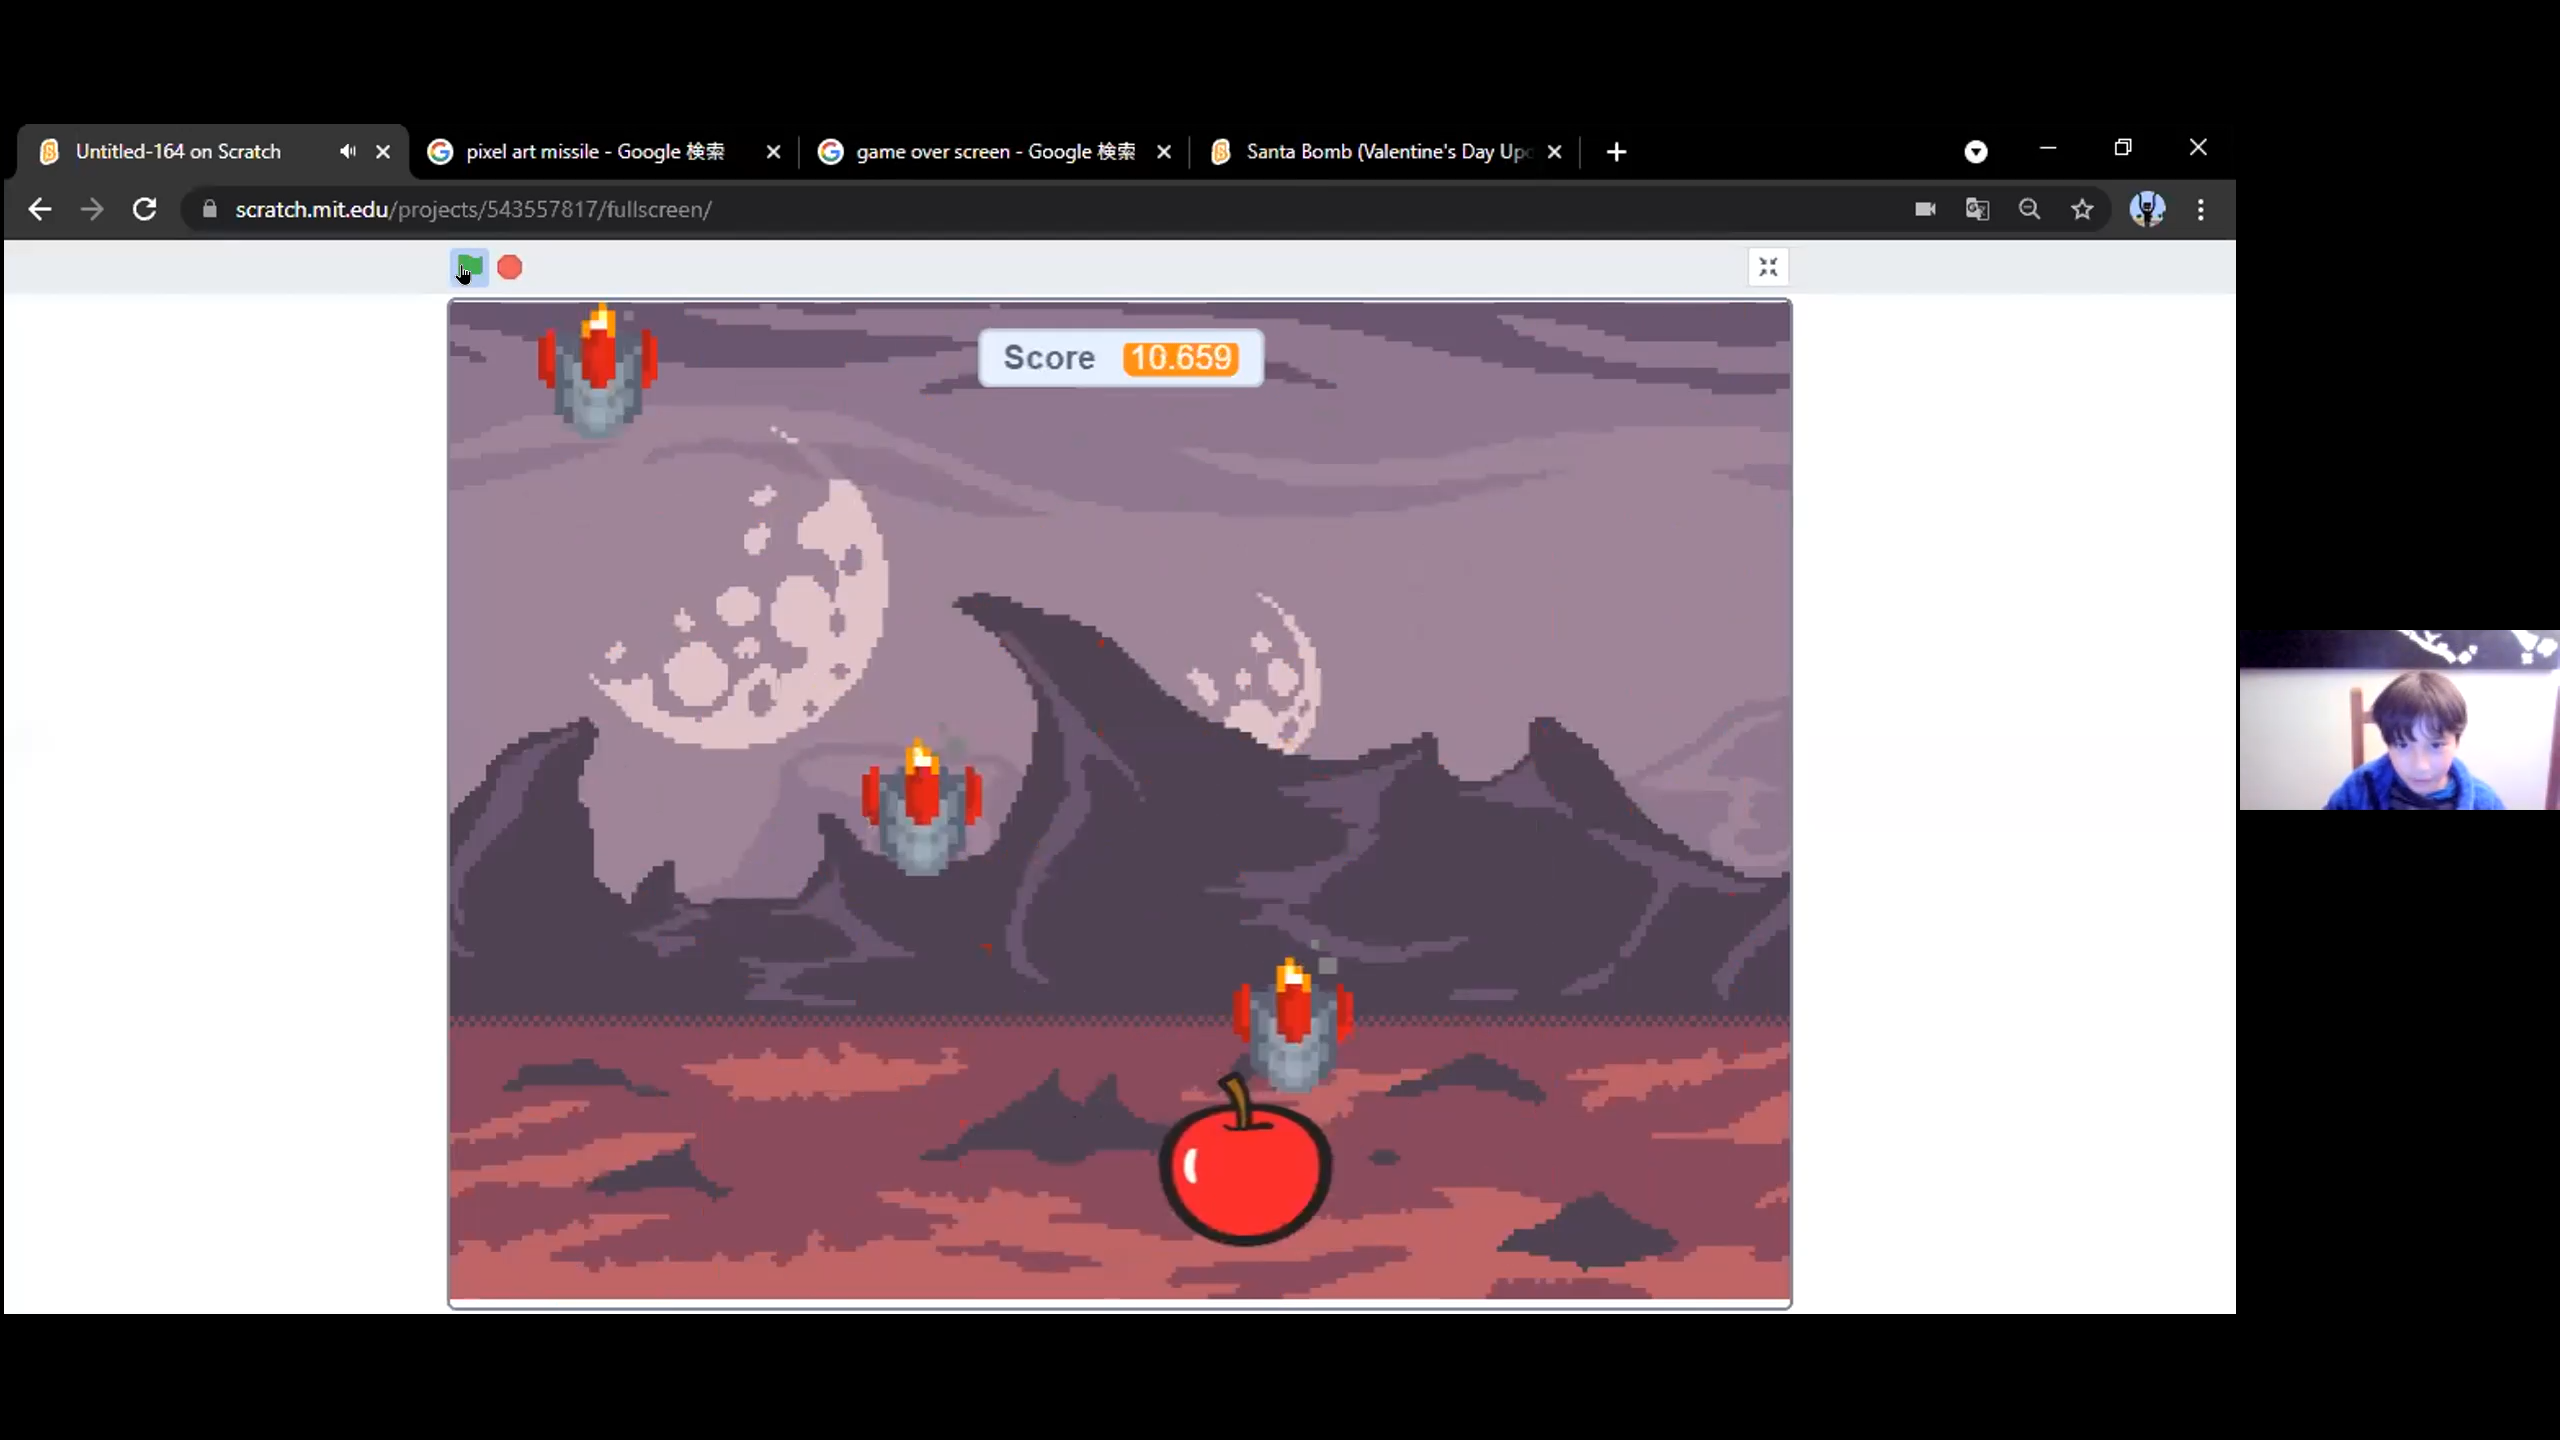 Untitled-164 on Scratch
pixel art missile - Google 検索
game over screen - Google 検索
Santa Bomb (Valentine's Day Up
scratch.mit.edu/projects/543557817/fullscreen/
Score 10.659